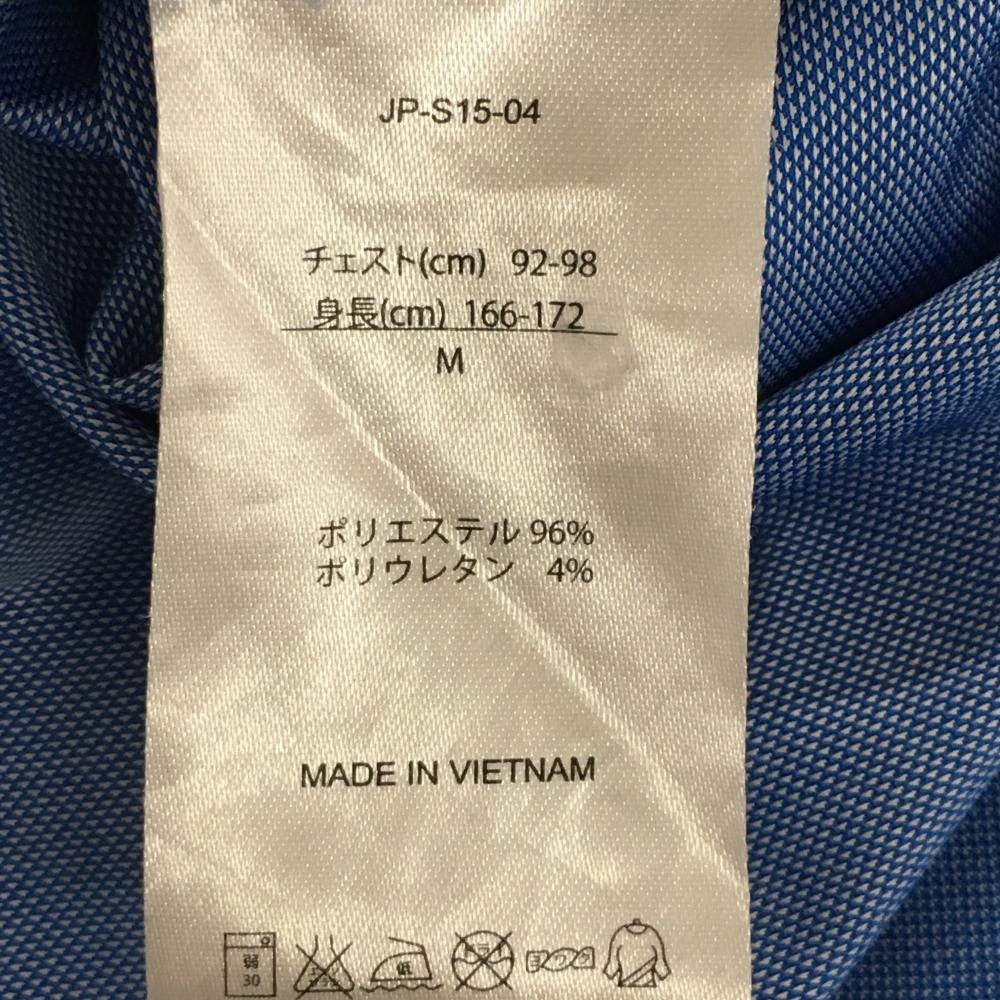 JP-S15-04
チェスト(cm) 92-98
身長(cm) 166-172
M
ポリエステル 96%
ポリウレタン 4%
MADE IN VIETNAM
弱
30
低